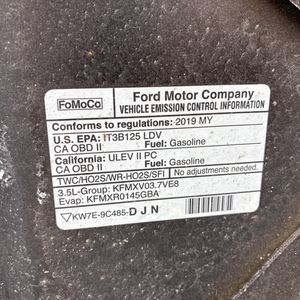 FoMoCo
Ford Motor Company
VEHICLE EMISSION CONTROL INFORMATION
Conforms to regulations: 2019 MY
U.S. EPA: T3B125 LDV
CA OBD II Fuel: Gasoline
California: ULEV II PC
CA OBD II Fuel: Gasoline
TWC/HO2S/WR-HO2S/SFI No adjustments needed.
3.5L-Group: KFMXV03.7VE8
Evap: KFMXR0145GBA
KW7E-9C485-D J N